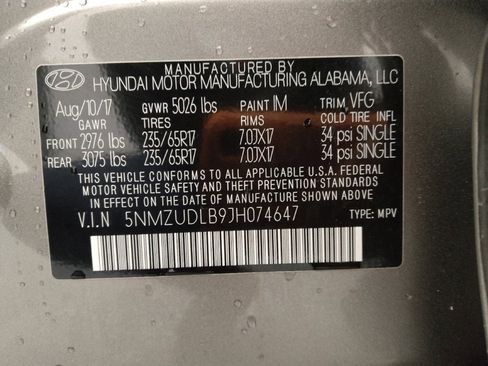 MANUFACTURED BY
HYUNDAI MOTOR MANUFACTURING ALABAMA, LLC
Aug/10/17 GVWR 5026 lbs PAINT IM TRIM VFG
GAWR TIRES RIMS COLD TIRE INFL
FRONT 2976 lbs 235/65R17 7.0JX17 34 psi SINGLE
REAR 3075 lbs 235/65R17 7.0JX17 34 psi SINGLE
THIS VEHICLE CONFORMS TO ALL APPLICABLE U.S.A. FEDERAL
MOTOR VEHICLE SAFETY AND THEFT PREVENTION STANDARDS
IN EFFECT ON THE DATE OF MANUFACTURE SHOWN ABOVE
V.I.N 5NMZUDLB9JH074647 TYPE: MPV